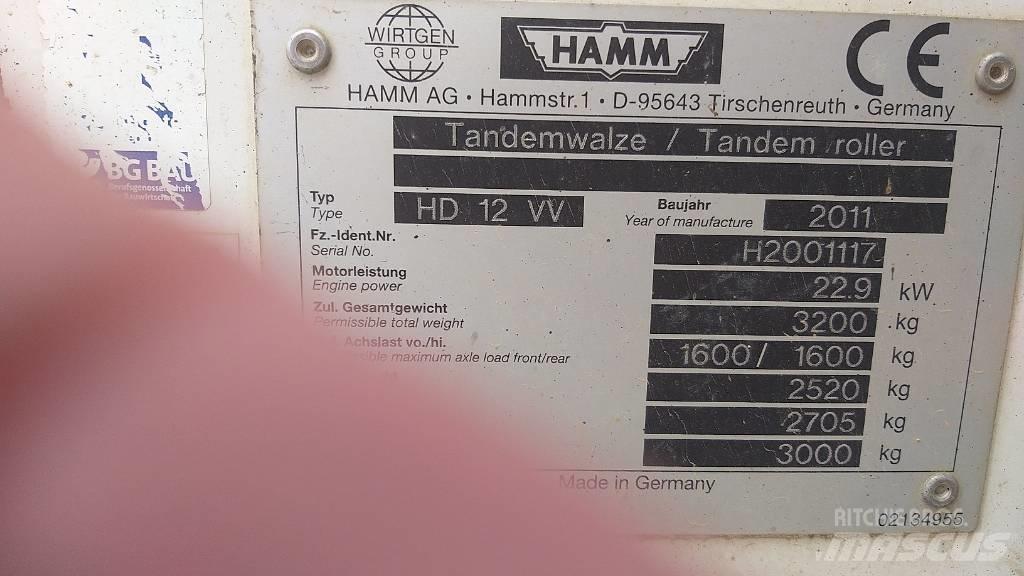 WIRTGEN
GROUP
HAMM
CE
HAMM AG · Hammstr.1 · D-95643 Tirschenreuth · Germany
Tandemwalze / Tandem roller
BG BAU
Berufsgenossenschaft
Bauwirtschaft
Typ
Type
HD 12 VV
Baujahr
Year of manufacture
2011
Fz.-Ident.Nr.
Serial No.
H2001117
Motorleistung
Engine power
22.9 kW
Zul. Gesamtgewicht
Permissible total weight
3200 kg
Achslast vo./hi.
maximum axle load front/rear
1600/ 1600 kg
2520 kg
2705 kg
3000 kg
Made in Germany
02134955
RITCHIE BROS.
mascus